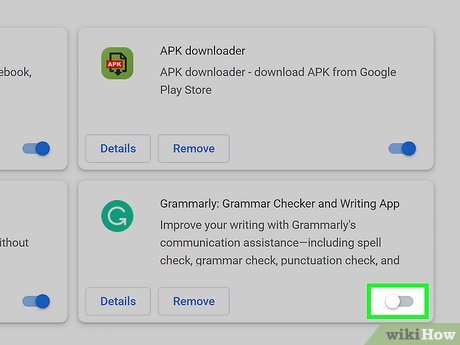 APK downloader
ebook,
APK downloader - download APK from Google
Play Store
APK
Details
Remove
Grammarly: Grammar Checker and Writing App
Improve your writing with Grammarly's
ithout
communication assistance—including spell
check, grammar check, punctuation check, and
Details
Remove
wikiHow